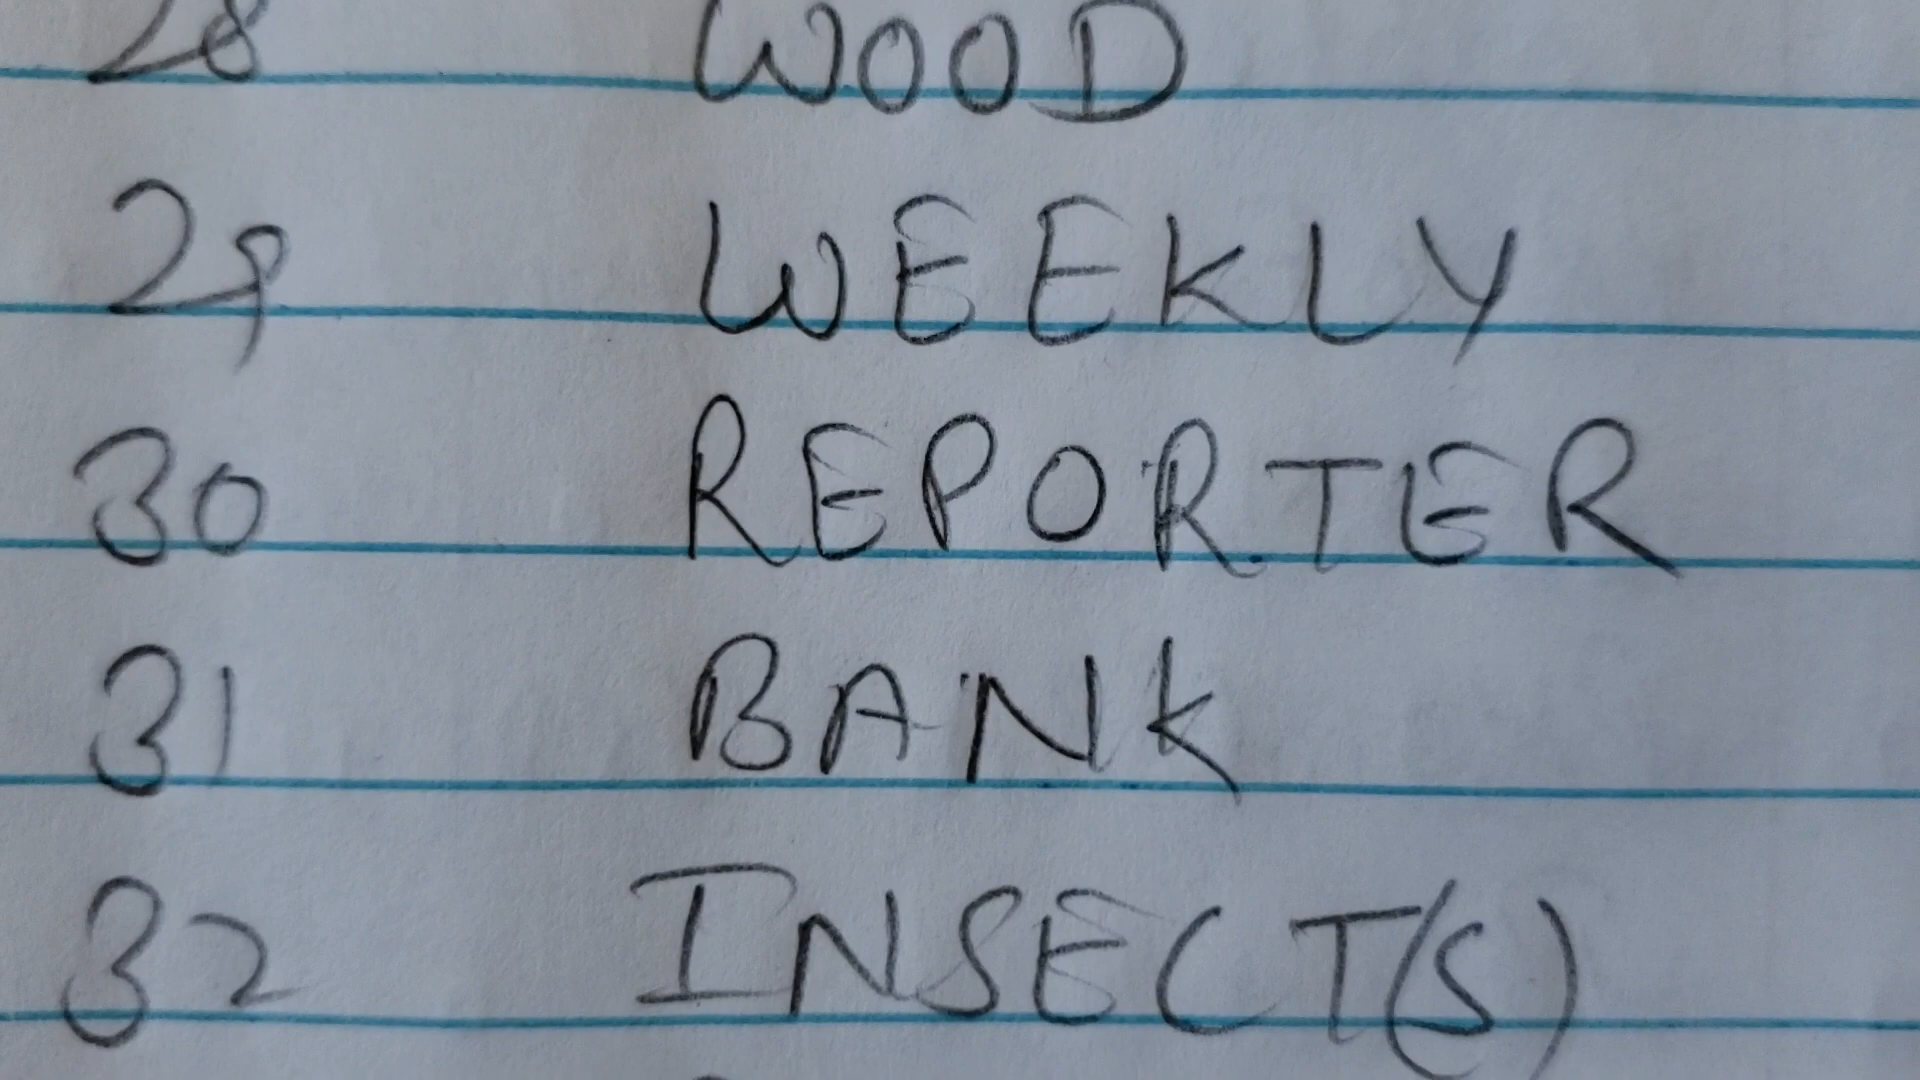 28 WOOD
29 WEEKLY
30 REPORTER
31 BANK
32 INSECT(S)